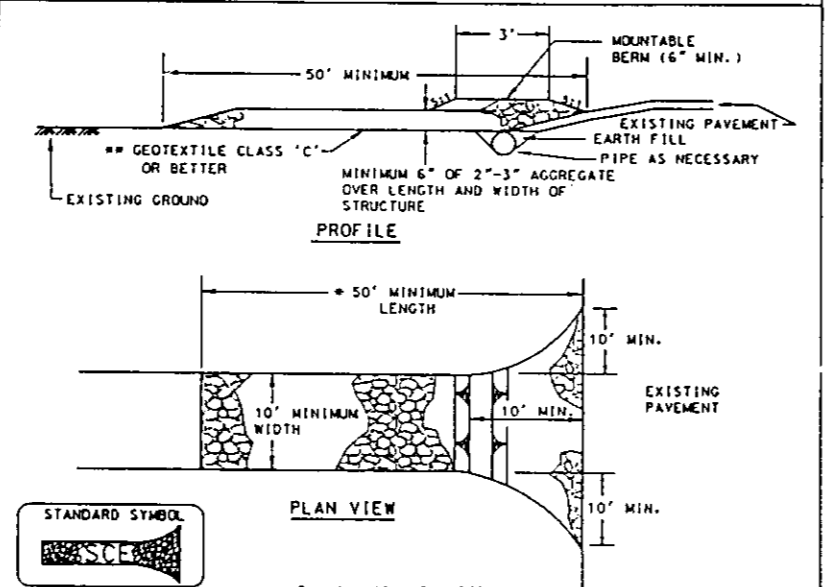 3'
MOUNTABLE
BERM (6" MIN.)
50' MINIMUM
EXISTING PAVEMENT
EARTH FILL
PIPE AS NECESSARY
** GEOTEXTILE CLASS 'C'
OR BETTER
MINIMUM 6" OF 2"-3" AGGREGATE
OVER LENGTH AND WIDTH OF
STRUCTURE
EXISTING GROUND
PROFILE
* 50' MINIMUM
LENGTH
10' MIN.
EXISTING
PAVEMENT
10' MINIMUM
WIDTH
10' MIN.
10' MIN.
PLAN VIEW
STANDARD SYMBOL
SCE